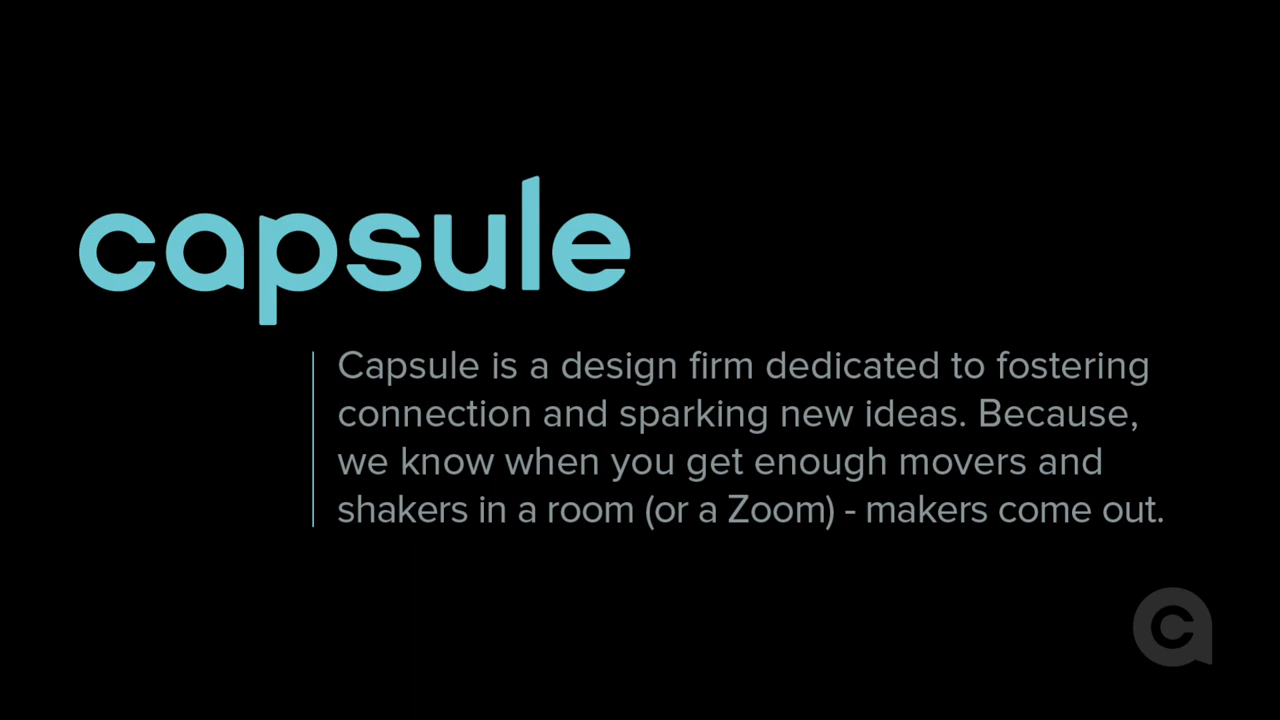 capsule
Capsule is a design firm dedicated to fostering
connection and sparking new ideas. Because,
we know when you get enough movers and
shakers in a room (or a Zoom) - makers come out.
c